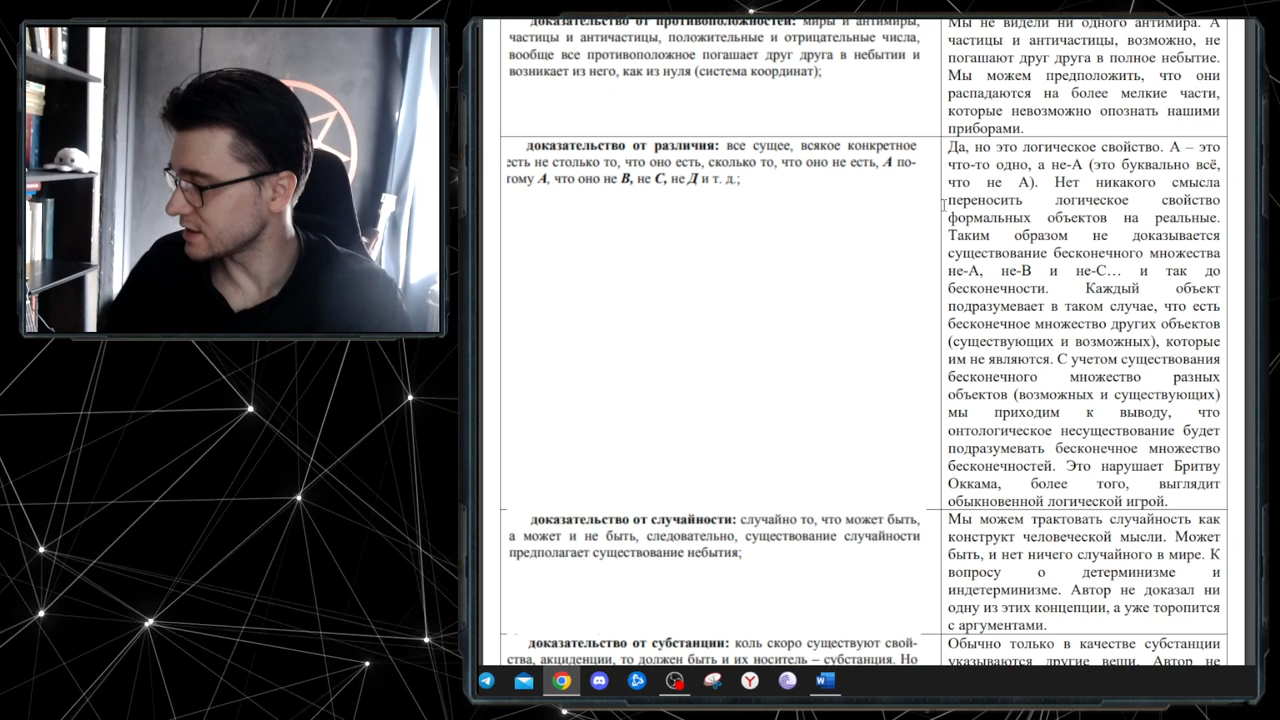 доказательство от противоположностей: миры и антимиры,
частицы и античастицы, положительные и отрицательные числа,
вообще все противоположное погашает друг друга в небытии и
возникает из него, как из нуля (система координат);
Мы не видели ни одного антимира. А
частицы и античастицы, возможно, не
погашают друг друга в полное небытие.
Мы можем предположить, что они
распадаются на более мелкие части,
которые невозможно опознать нашими
приборами.
доказательство от различия: все сущее, всякое конкретное
есть не столько то, что оно есть, сколько то, что оно не есть, А по-
тому А, что оно не В, не С, не Д и т. д.;
Да, но это логическое свойство. А – это
что-то одно, а не-А (это буквально всё,
что не А). Нет никакого смысла
переносить логическое свойство
формальных объектов на реальные.
Таким образом не доказывается
существование бесконечного множества
не-А, не-В и не-С… и так до
бесконечности. Каждый объект
подразумевает в таком случае, что есть
бесконечное множество других объектов
(существующих и возможных), которые
им не являются. С учетом существования
бесконечного множество разных
объектов (возможных и существующих)
мы приходим к выводу, что
онтологическое несуществование будет
подразумевать бесконечное множество
бесконечностей. Это нарушает Бритву
Оккама, более того, выглядит
обыкновенной логической игрой.
доказательство от случайности: случайно то, что может быть,
а может и не быть, следовательно, существование случайности
предполагает существование небытия;
Мы можем трактовать случайность как
конструкт человеческой мысли. Может
быть, и нет ничего случайного в мире. К
вопросу о детерминизме и
индетерминизме. Автор не доказал ни
одну из этих концепции, а уже торопится
с аргументами.
доказательство от субстанции: коль скоро существуют свой-
ства, акциденции, то должен быть и их носитель – субстанция. Но
Обычно только в качестве субстанции
указываются другие вещи. Автор не